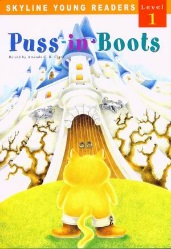 SKYLINE YOUNG READERS
Level
1
Puss-in-Boots